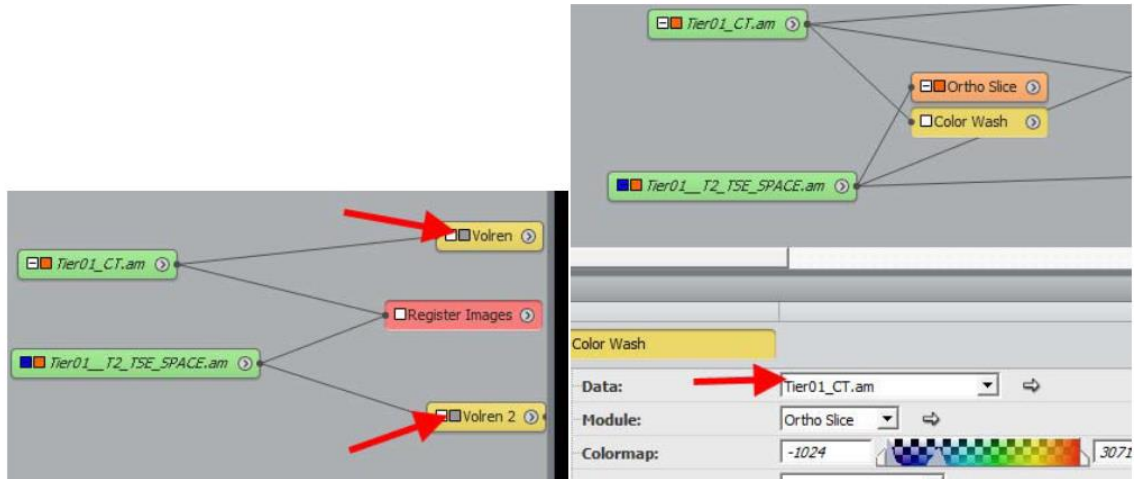 Volren
Tier01_CT.am
Register Images
Tier01__T2_TSE_SPACE.am
Volren 2
Tier01_CT.am
Ortho Slice
Color Wash
Tier01__T2_TSE_SPACE.am
Color Wash
Data: Tier01_CT.am
Module: Ortho Slice
Colormap: -1024 3071